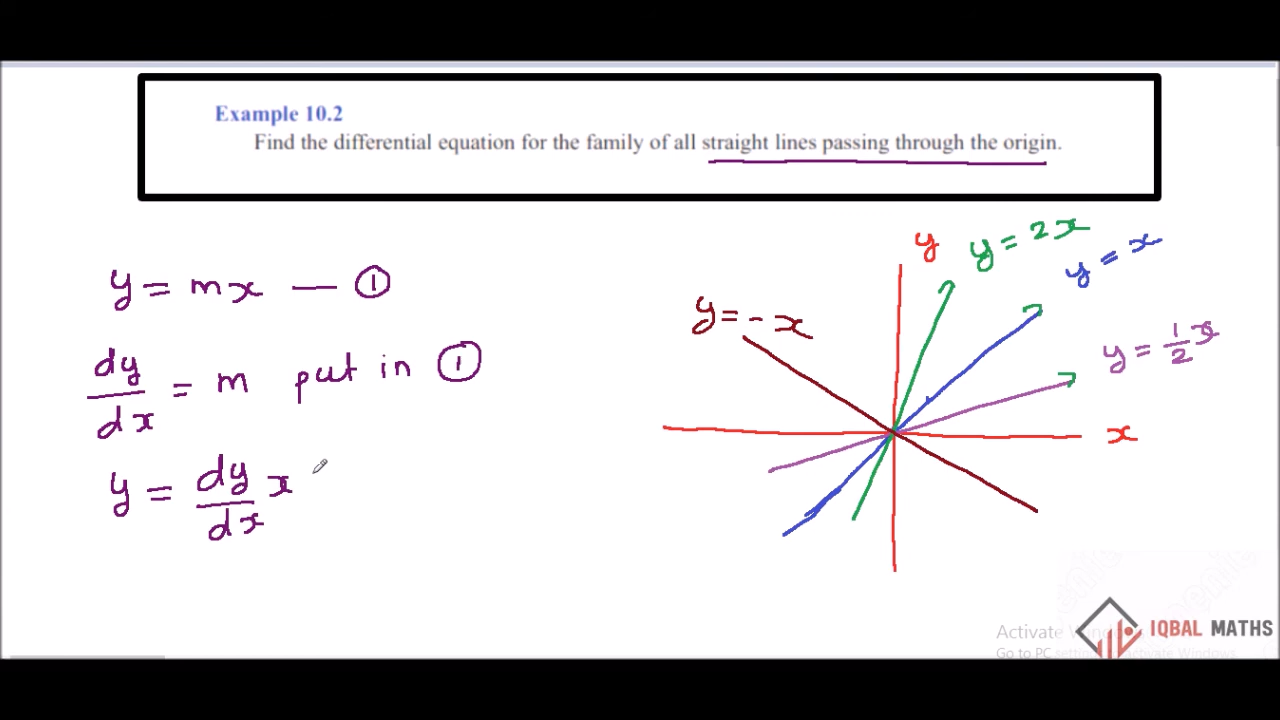 Example 10.2
Find the differential equation for the family of all straight lines passing through the origin.
y = mx — ①
dy/dx = m put in ①
y = dy/dx x
y
y = 2x
y = x
y = -x
y = 1/2 x
x
Activate Windows
Go to PC settings to Activate Windows.
IQBAL MATHS